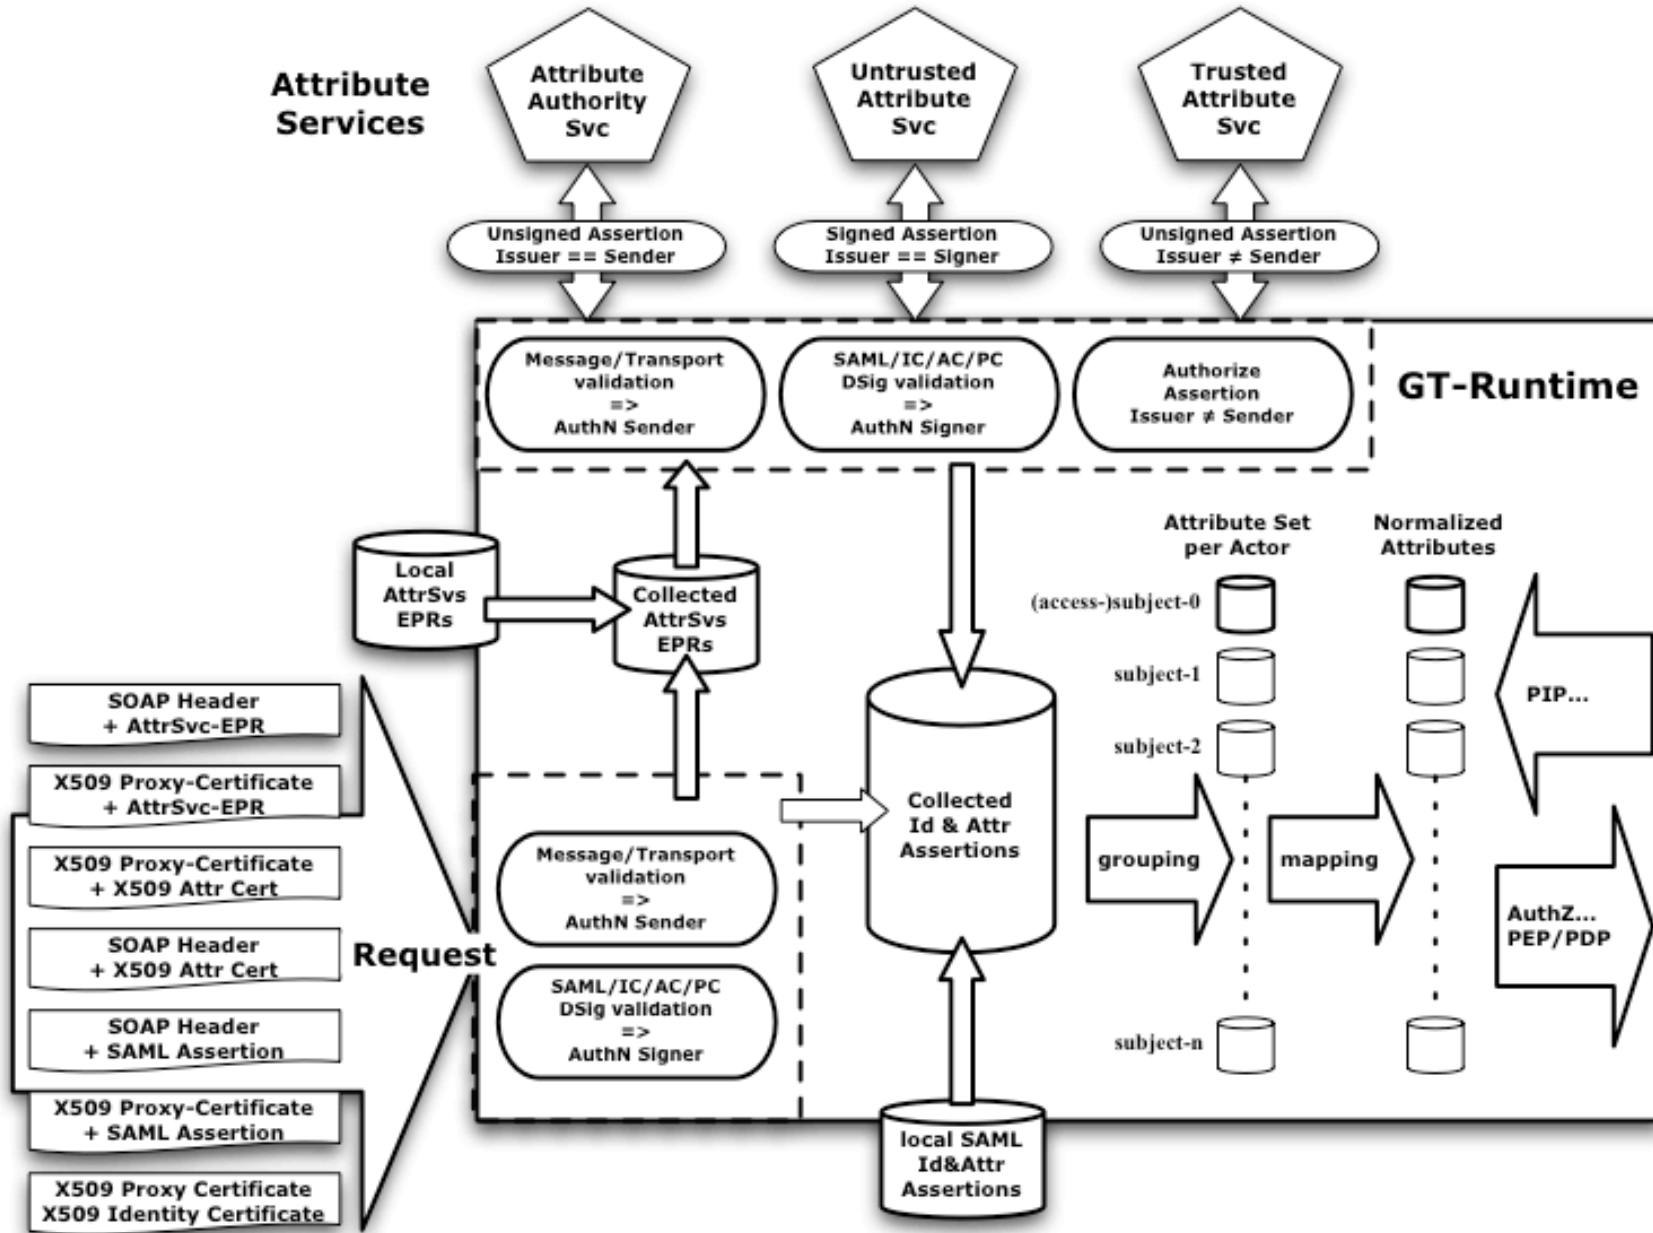 Attribute
Services
Attribute
Authority
Svc
Untrusted
Attribute
Svc
Trusted
Attribute
Svc
Unsigned Assertion
Issuer == Sender
Signed Assertion
Issuer == Signer
Unsigned Assertion
Issuer ≠ Sender
Message/Transport
validation
=>
AuthN Sender
SAML/IC/AC/PC
DSig validation
=>
AuthN Signer
Authorize
Assertion
Issuer ≠ Sender
GT-Runtime
Local
AttrSvs
EPRs
Collected
AttrSvs
EPRs
Attribute Set
per Actor
Normalized
Attributes
(access-)subject-0
subject-1
subject-2
subject-n
PIP...
SOAP Header
+ AttrSvc-EPR
X509 Proxy-Certificate
+ AttrSvc-EPR
X509 Proxy-Certificate
+ X509 Attr Cert
SOAP Header
+ X509 Attr Cert
SOAP Header
+ SAML Assertion
X509 Proxy-Certificate
+ SAML Assertion
X509 Proxy Certificate
X509 Identity Certificate
Request
Message/Transport
validation
=>
AuthN Sender
SAML/IC/AC/PC
DSig validation
=>
AuthN Signer
Collected
Id & Attr
Assertions
grouping
mapping
AuthZ...
PEP/PDP
local SAML
Id&Attr
Assertions